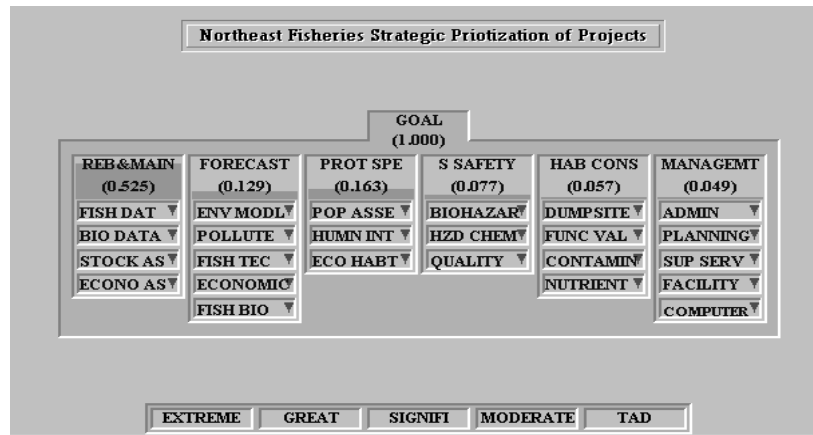 Northeast Fisheries Strategic Priotization of Projects
GOAL
(1.000)
REB&MAIN FORECAST PROT SPE S SAFETY HAB CONS MANAGEMT
(0.525) (0.129) (0.163) (0.077) (0.057) (0.049)
FISH DAT ENV MODL POP ASSE BIOHAZAR DUMPSITE ADMIN
BIO DATA POLLUTE HUMN INT HZD CHEM FUNC VAL PLANNING
STOCK AS FISH TEC ECO HABT QUALITY CONTAMIN SUP SERV
ECONO AS ECONOMIC NUTRIENT FACILITY
FISH BIO COMPUTER
EXTREME GREAT SIGNIFI MODERATE TAD